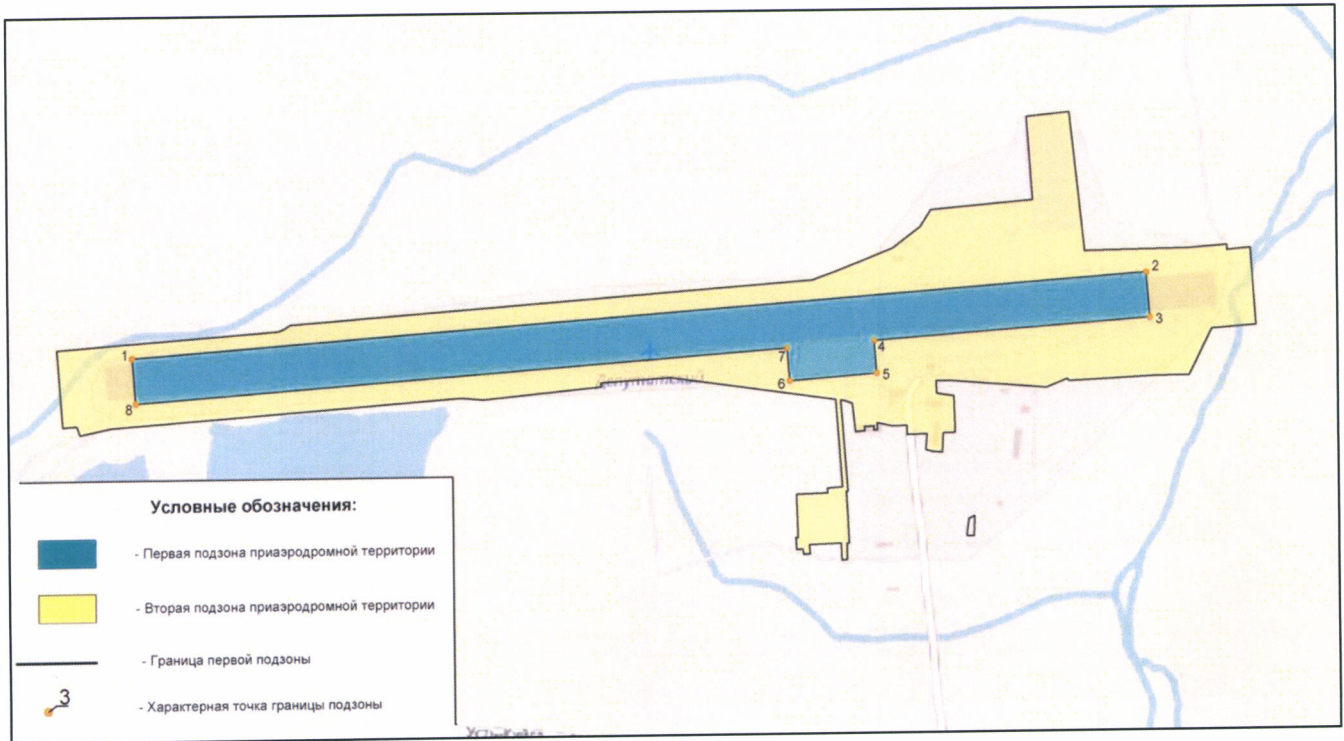 2
3
1
4
7
Депутатский
5
6
8
Условные обозначения:
- Первая подзона приаэродромной территории
- Вторая подзона приаэродромной территории
- Граница первой подзоны
3
- Характерная точка границы подзоны